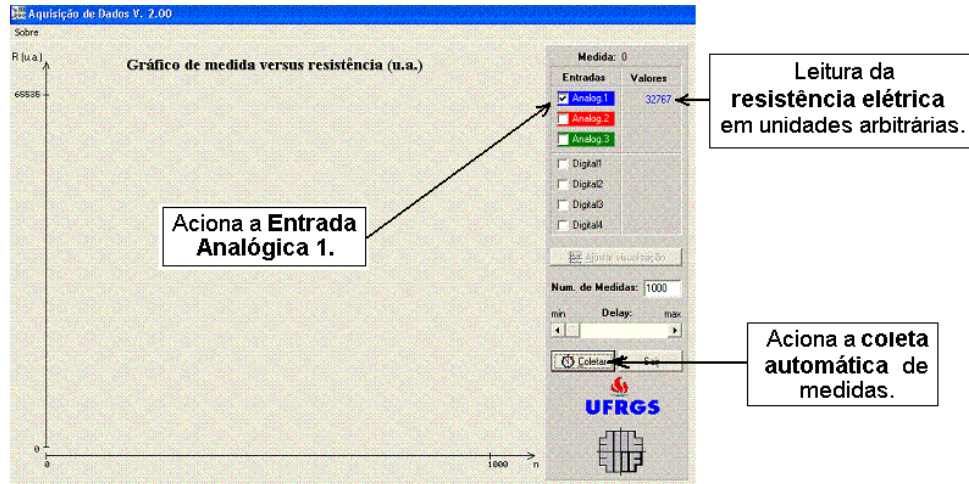 Aquisição de Dados V. 2.00
Sobre
R (u.a.)
Gráfico de medida versus resistência (u.a.)
65535
0
0
1000
n
Medida: 0
Entradas Valores
Analog.1 32767
Analog.2
Analog.3
Digital1
Digital2
Digital3
Digital4
Ajustar visualização
Num. de Medidas: 1000
min Delay: max
Coletar Sair
UFRGS
Aciona a Entrada
Analógica 1.
Leitura da
resistência elétrica
em unidades arbitrárias.
Aciona a coleta
automática de
medidas.